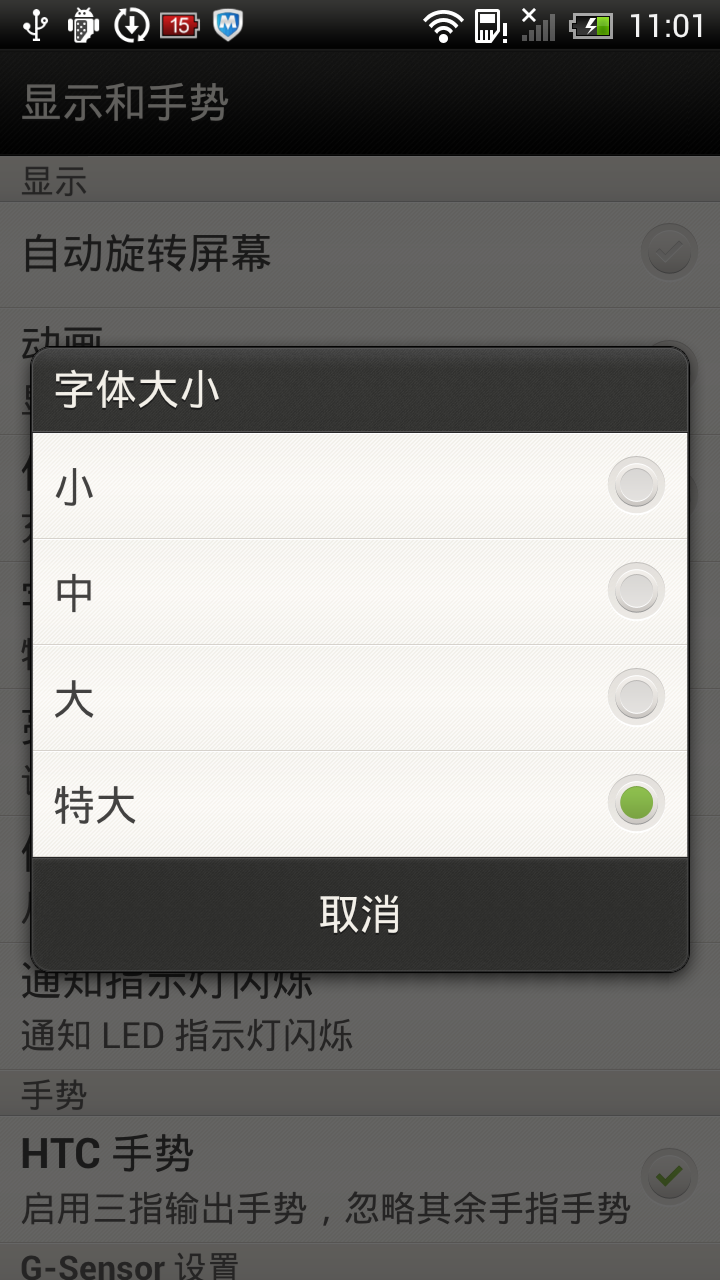 15 11:01
显示和手势
显示
自动旋转屏幕
动画
字体大小
小
中
大
特大
取消
通知指示灯闪烁
通知 LED 指示灯闪烁
手势
HTC 手势
启用三指输出手势，忽略其余手指手势
G-Sensor 设置